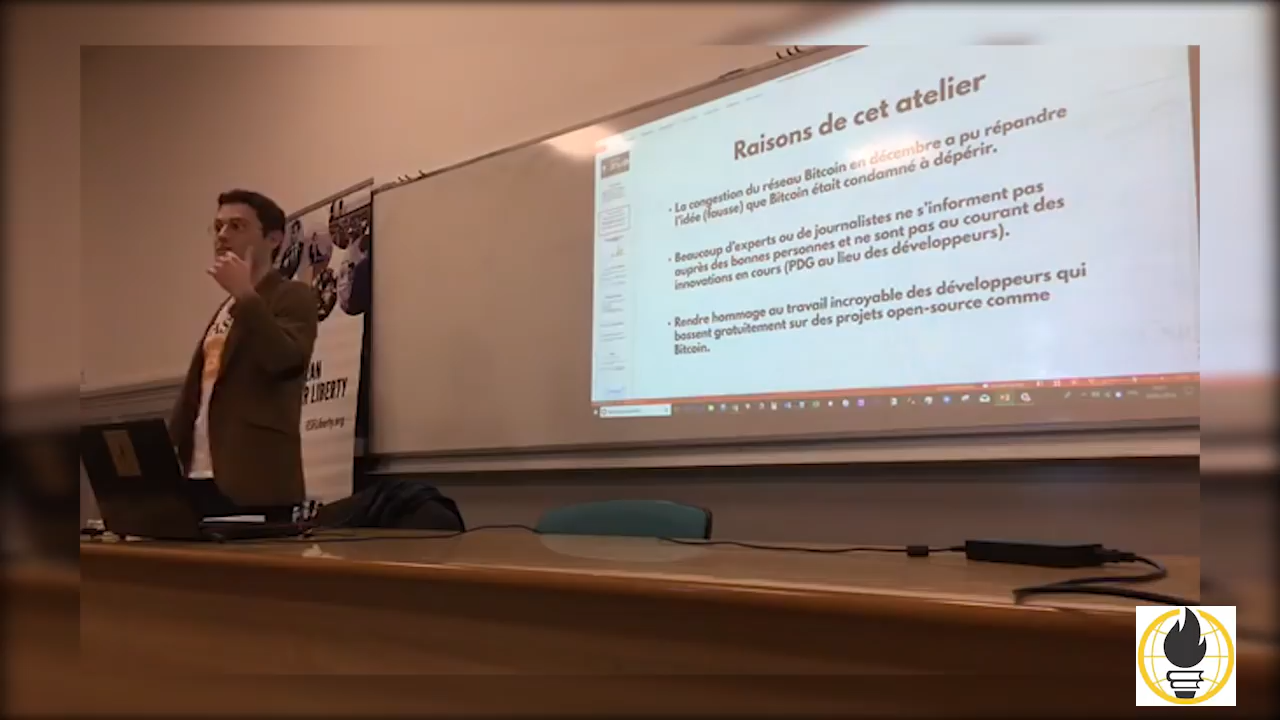 Raisons de cet atelier
• La congestion du réseau Bitcoin en décembre a pu répandre
l'idée (fausse) que Bitcoin était condamné à dépérir.
• Beaucoup d'experts ou de journalistes ne s'informent pas
auprès des bonnes personnes et ne sont pas au courant des
innovations en cours (PDG au lieu des développeurs).
• Rendre hommage au travail incroyable des développeurs qui
bossent gratuitement sur des projets open-source comme
Bitcoin.
LIBERTY
ESFLiberty.org